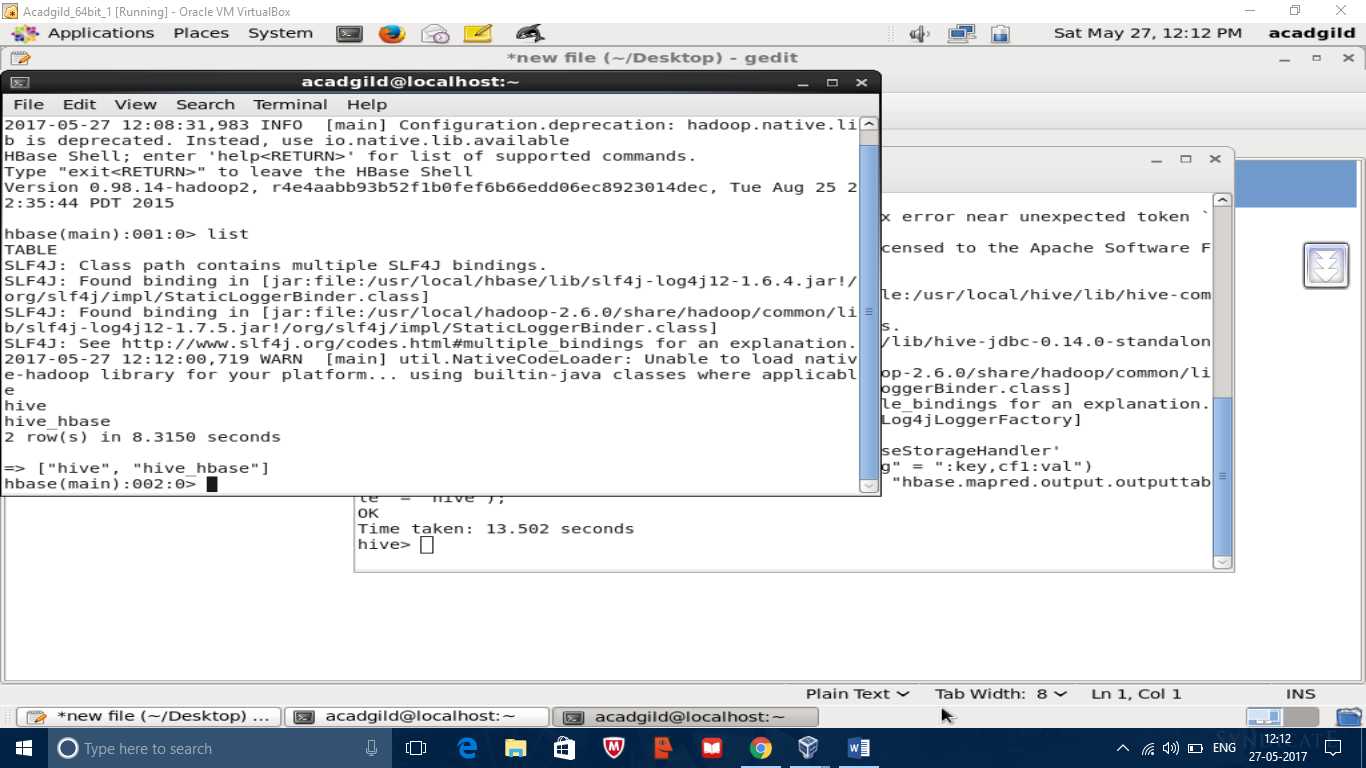 Acadgild_64bit_1 [Running] - Oracle VM VirtualBox
Applications Places System Sat May 27, 12:12 PM acadgild
*new file (~/Desktop) - gedit
acadgild@localhost:~
File Edit View Search Terminal Help
2017-05-27 12:08:31,983 INFO  [main] Configuration.deprecation: hadoop.native.li
b is deprecated. Instead, use io.native.lib.available
HBase Shell; enter 'help<RETURN>' for list of supported commands.
Type "exit<RETURN>" to leave the HBase Shell
Version 0.98.14-hadoop2, r4e4aabb93b52f1b0fef6b66edd06ec8923014dec, Tue Aug 25 2
2:35:44 PDT 2015
hbase(main):001:0> list
TABLE
SLF4J: Class path contains multiple SLF4J bindings.
SLF4J: Found binding in [jar:file:/usr/local/hbase/lib/slf4j-log4j12-1.6.4.jar!/
org/slf4j/impl/StaticLoggerBinder.class]
SLF4J: Found binding in [jar:file:/usr/local/hadoop-2.6.0/share/hadoop/common/li
b/slf4j-log4j12-1.7.5.jar!/org/slf4j/impl/StaticLoggerBinder.class]
SLF4J: See http://www.slf4j.org/codes.html#multiple_bindings for an explanation.
2017-05-27 12:12:00,719 WARN  [main] util.NativeCodeLoader: Unable to load nativ
e-hadoop library for your platform... using builtin-java classes where applicabl
e
hive
hive_hbase
2 row(s) in 8.3150 seconds
=> ["hive", "hive_hbase"]
hbase(main):002:0>
x error near unexpected token `
censed to the Apache Software F
le:/usr/local/hive/lib/hive-com
s.
/lib/hive-jdbc-0.14.0-standalon
op-2.6.0/share/hadoop/common/li
oggerBinder.class]
le_bindings for an explanation.
Log4jLoggerFactory]
seStorageHandler'
g" = ":key,cf1:val")
"hbase.mapred.output.outputtab
le" = "hive");
OK
Time taken: 13.502 seconds
hive>
Plain Text Tab Width: 8 Ln 1, Col 1 INS
*new file (~/Desktop) ... acadgild@localhost:~ acadgild@localhost:~
Type here to search ENG 12:12
27-05-2017